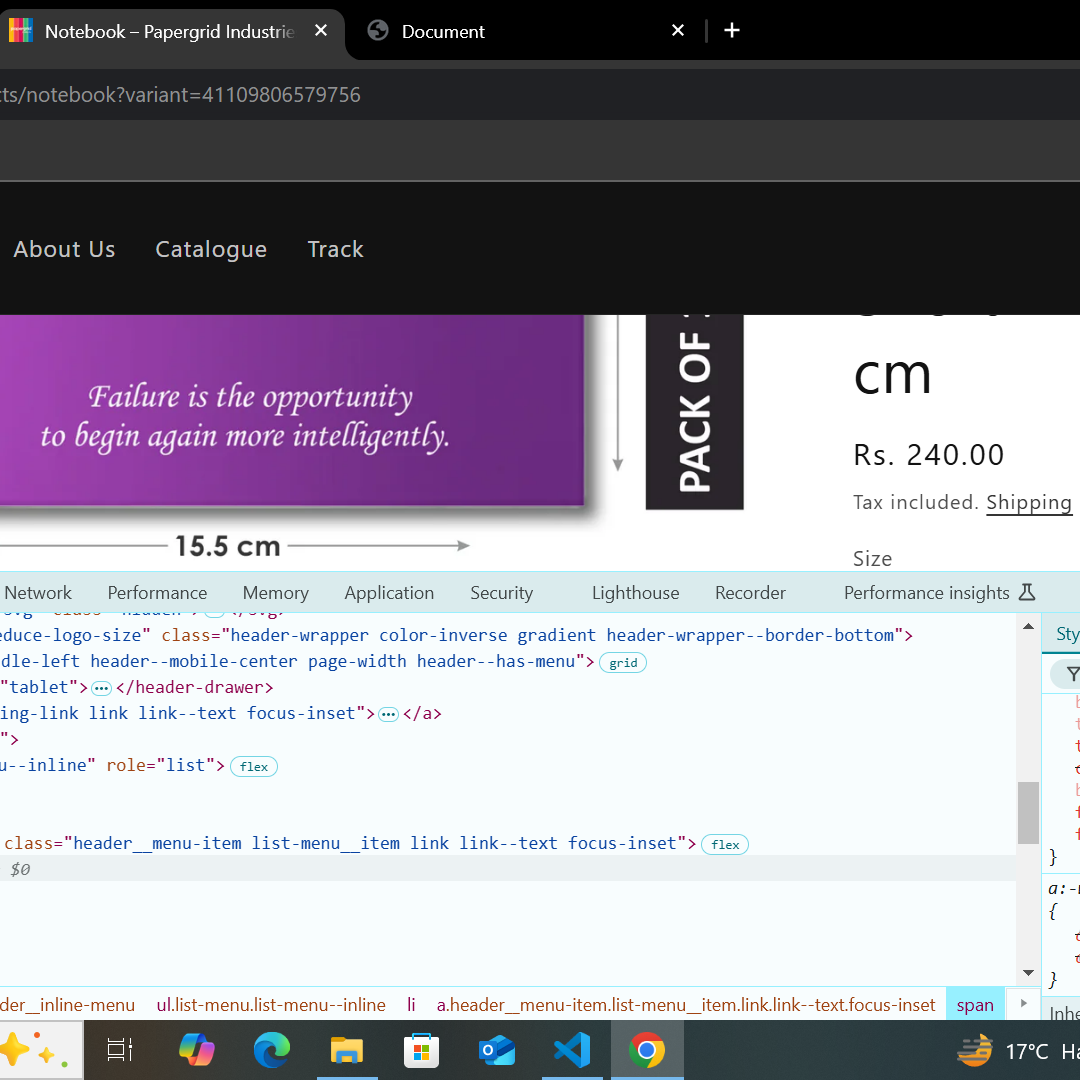 Notebook – Papergrid Industrie
Document
cts/notebook?variant=41109806579756
About Us
Catalogue
Track
Failure is the opportunity
to begin again more intelligently.
15.5 cm
PACK OF
cm
Rs. 240.00
Tax included. Shipping
Size
Network
Performance
Memory
Application
Security
Lighthouse
Recorder
Performance insights
educe-logo-size" class="header-wrapper color-inverse gradient header-wrapper--border-bottom">
dle-left header--mobile-center page-width header--has-menu"> grid
"tablet"> ••• </header-drawer>
ing-link link link--text focus-inset"> ••• </a>
">
u--inline" role="list"> flex
class="header__menu-item list-menu__item link link--text focus-inset"> flex
$0
Sty
}
a:-
{
}
Inhe
der__inline-menu
ul.list-menu.list-menu--inline
li
a.header__menu-item.list-menu__item.link.link--text.focus-inset
span
17°C Ha